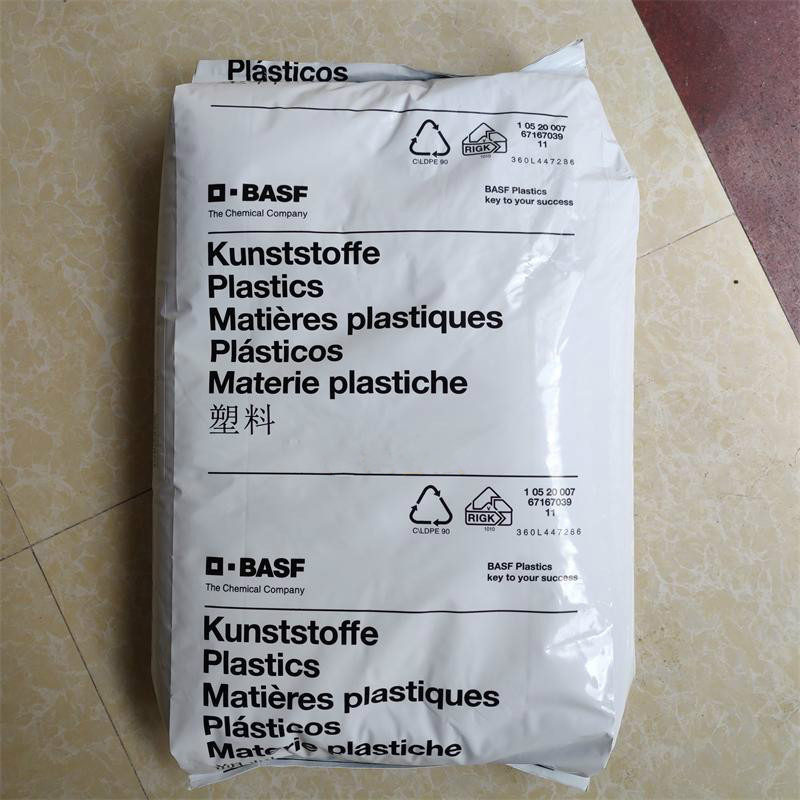 Plásticos
1 05 20 007
67167039
11
C\LDPE 90
RIGK
1010
360L447286
BASF
The Chemical Company
BASF Plastics
key to your success
Kunststoffe
Plastics
Matières plastiques
Plásticos
Materie plastiche
塑料
1 05 20 007
67167039
11
C\LDPE 90
RIGK
1010
360L447286
BASF
The Chemical Company
BASF Plastics
key to your success
Kunststoffe
Plastics
Matières plastiques
Plásticos
Materie plastiche